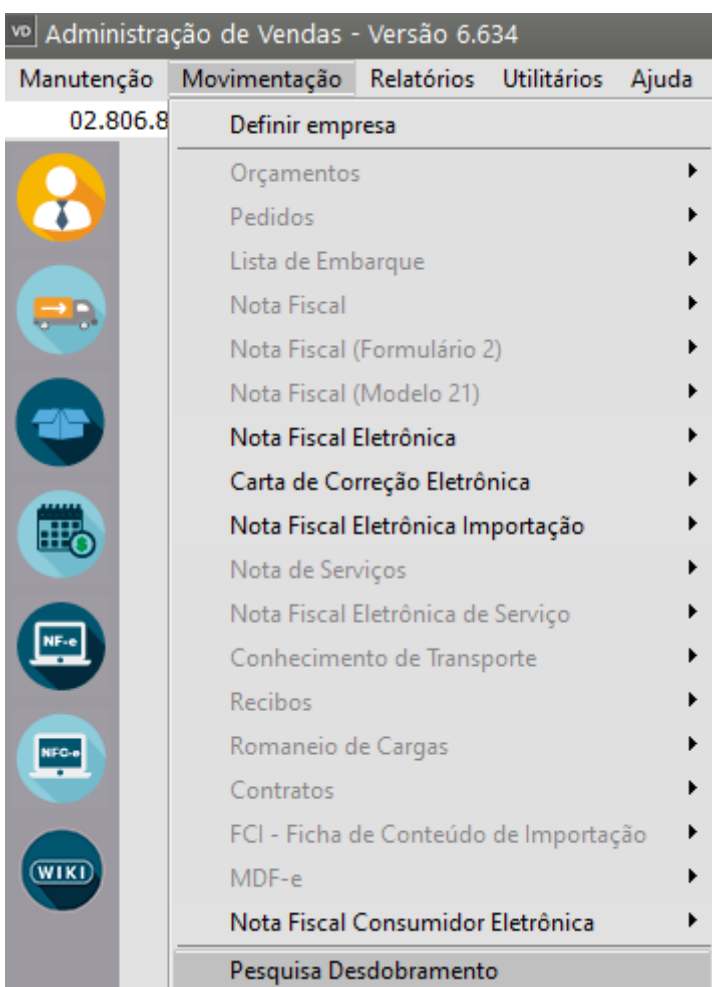 VD Administração de Vendas - Versão 6.634
Manutenção Movimentação Relatórios Utilitários Ajuda
02.806.8
Definir empresa
Orçamentos
Pedidos
Lista de Embarque
Nota Fiscal
Nota Fiscal (Formulário 2)
Nota Fiscal (Modelo 21)
Nota Fiscal Eletrônica
Carta de Correção Eletrônica
Nota Fiscal Eletrônica Importação
Nota de Serviços
Nota Fiscal Eletrônica de Serviço
NF-e
Conhecimento de Transporte
Recibos
Romaneio de Cargas
NFC-e
Contratos
FCI - Ficha de Conteúdo de Importação
MDF-e
WIKI
Nota Fiscal Consumidor Eletrônica
Pesquisa Desdobramento